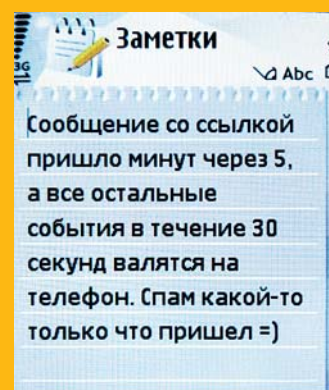 Заметки
3G
Abc
Сообщение со ссылкой
пришло минут через 5,
а все остальные
события в течение 30
секунд валятся на
телефон. Спам какой-то
только что пришел =)